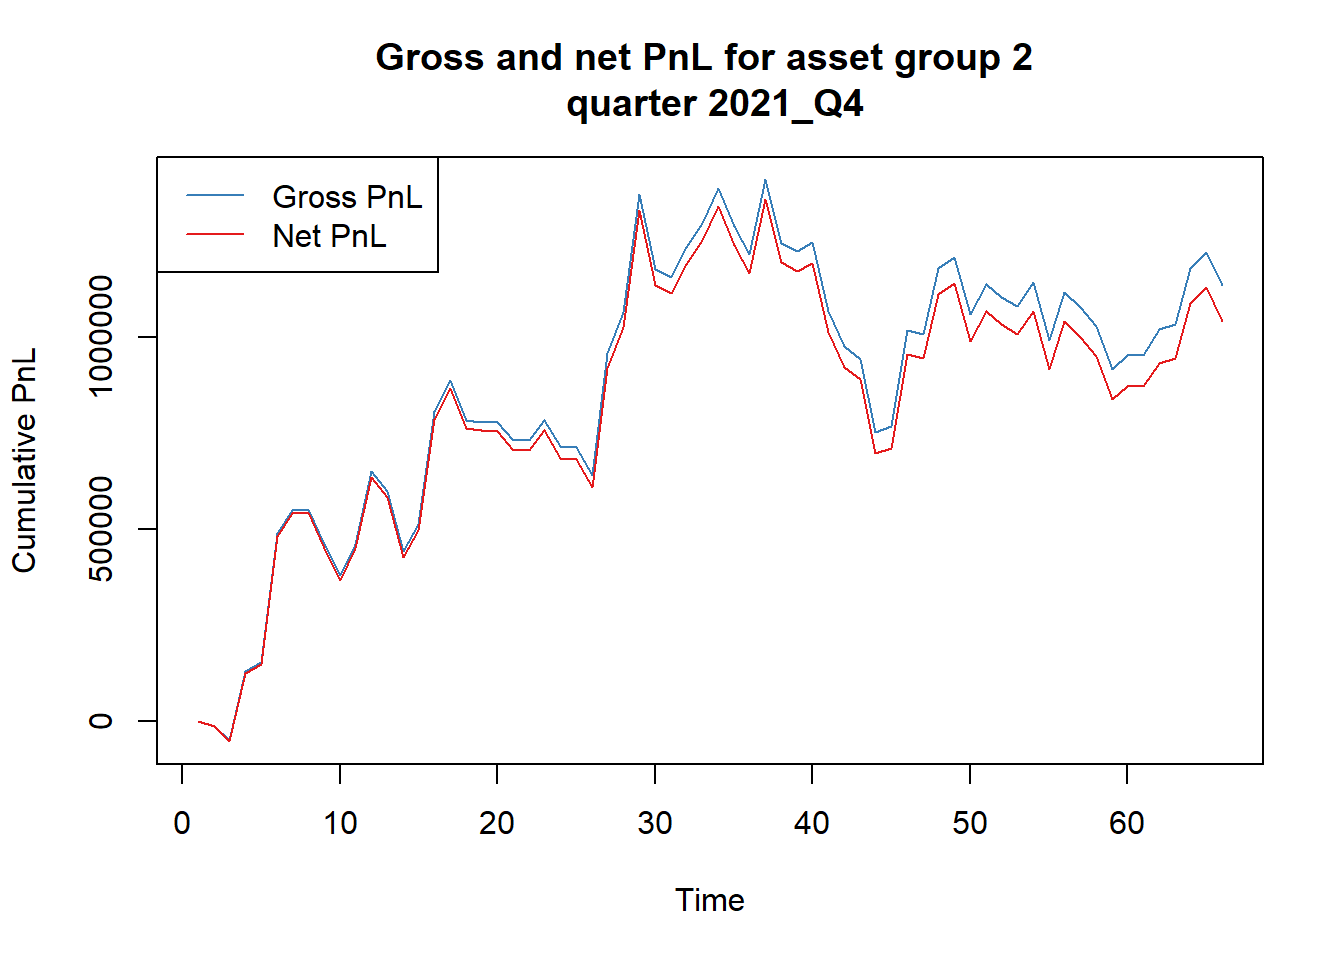 Gross and net PnL for asset group 2
quarter 2021_Q4
Gross PnL
Net PnL
Cumulative PnL
0
500000
1000000
0 10 20 30 40 50 60
Time